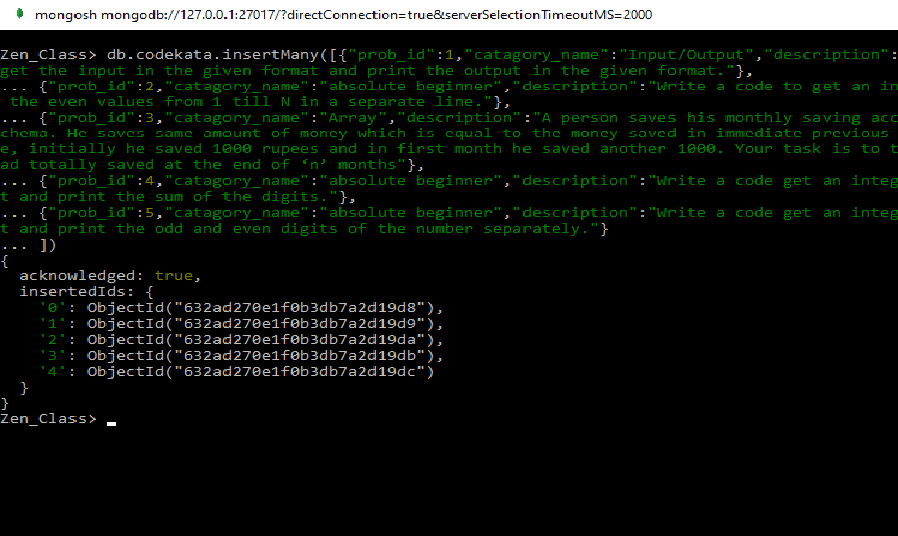 mongosh mongodb://127.0.0.1:27017/?directConnection=true&serverSelectionTimeoutMS=2000
Zen_Class> db.codekata.insertMany([{"prob_id":1,"catagory_name":"Input/Output","description":
get the input in the given format and print the output in the given format."},
... {"prob_id":2,"catagory_name":"absolute beginner","description":"Write a code to get an in
 the even values from 1 till N in a separate line."},
... {"prob_id":3,"catagory_name":"Array","description":"A person saves his monthly saving acc
chema. He saves same amount of money which is equal to the money saved in immediate previous
e, initially he saved 1000 rupees and in first month he saved another 1000. Your task is to t
ad totally saved at the end of ‘n’ months"},
... {"prob_id":4,"catagory_name":"absolute beginner","description":"Write a code get an integ
t and print the sum of the digits."},
... {"prob_id":5,"catagory_name":"absolute beginner","description":"Write a code get an integ
t and print the odd and even digits of the number separately."}
... ])
{
  acknowledged: true,
  insertedIds: {
    '0': ObjectId("632ad270e1f0b3db7a2d19d8"),
    '1': ObjectId("632ad270e1f0b3db7a2d19d9"),
    '2': ObjectId("632ad270e1f0b3db7a2d19da"),
    '3': ObjectId("632ad270e1f0b3db7a2d19db"),
    '4': ObjectId("632ad270e1f0b3db7a2d19dc")
  }
}
Zen_Class>